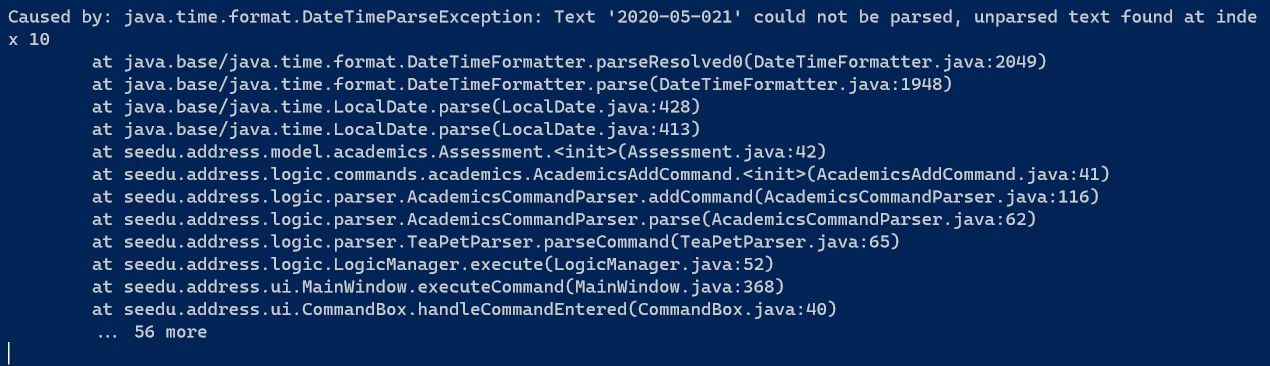 Caused by: java.time.format.DateTimeParseException: Text '2020-05-021' could not be parsed, unparsed text found at inde
x 10
        at java.base/java.time.format.DateTimeFormatter.parseResolved0(DateTimeFormatter.java:2049)
        at java.base/java.time.format.DateTimeFormatter.parse(DateTimeFormatter.java:1948)
        at java.base/java.time.LocalDate.parse(LocalDate.java:428)
        at java.base/java.time.LocalDate.parse(LocalDate.java:413)
        at seedu.address.model.academics.Assessment.<init>(Assessment.java:42)
        at seedu.address.logic.commands.academics.AcademicsAddCommand.<init>(AcademicsAddCommand.java:41)
        at seedu.address.logic.parser.AcademicsCommandParser.addCommand(AcademicsCommandParser.java:116)
        at seedu.address.logic.parser.AcademicsCommandParser.parse(AcademicsCommandParser.java:62)
        at seedu.address.logic.parser.TeaPetParser.parseCommand(TeaPetParser.java:65)
        at seedu.address.logic.LogicManager.execute(LogicManager.java:52)
        at seedu.address.ui.MainWindow.executeCommand(MainWindow.java:368)
        at seedu.address.ui.CommandBox.handleCommandEntered(CommandBox.java:40)
        ... 56 more